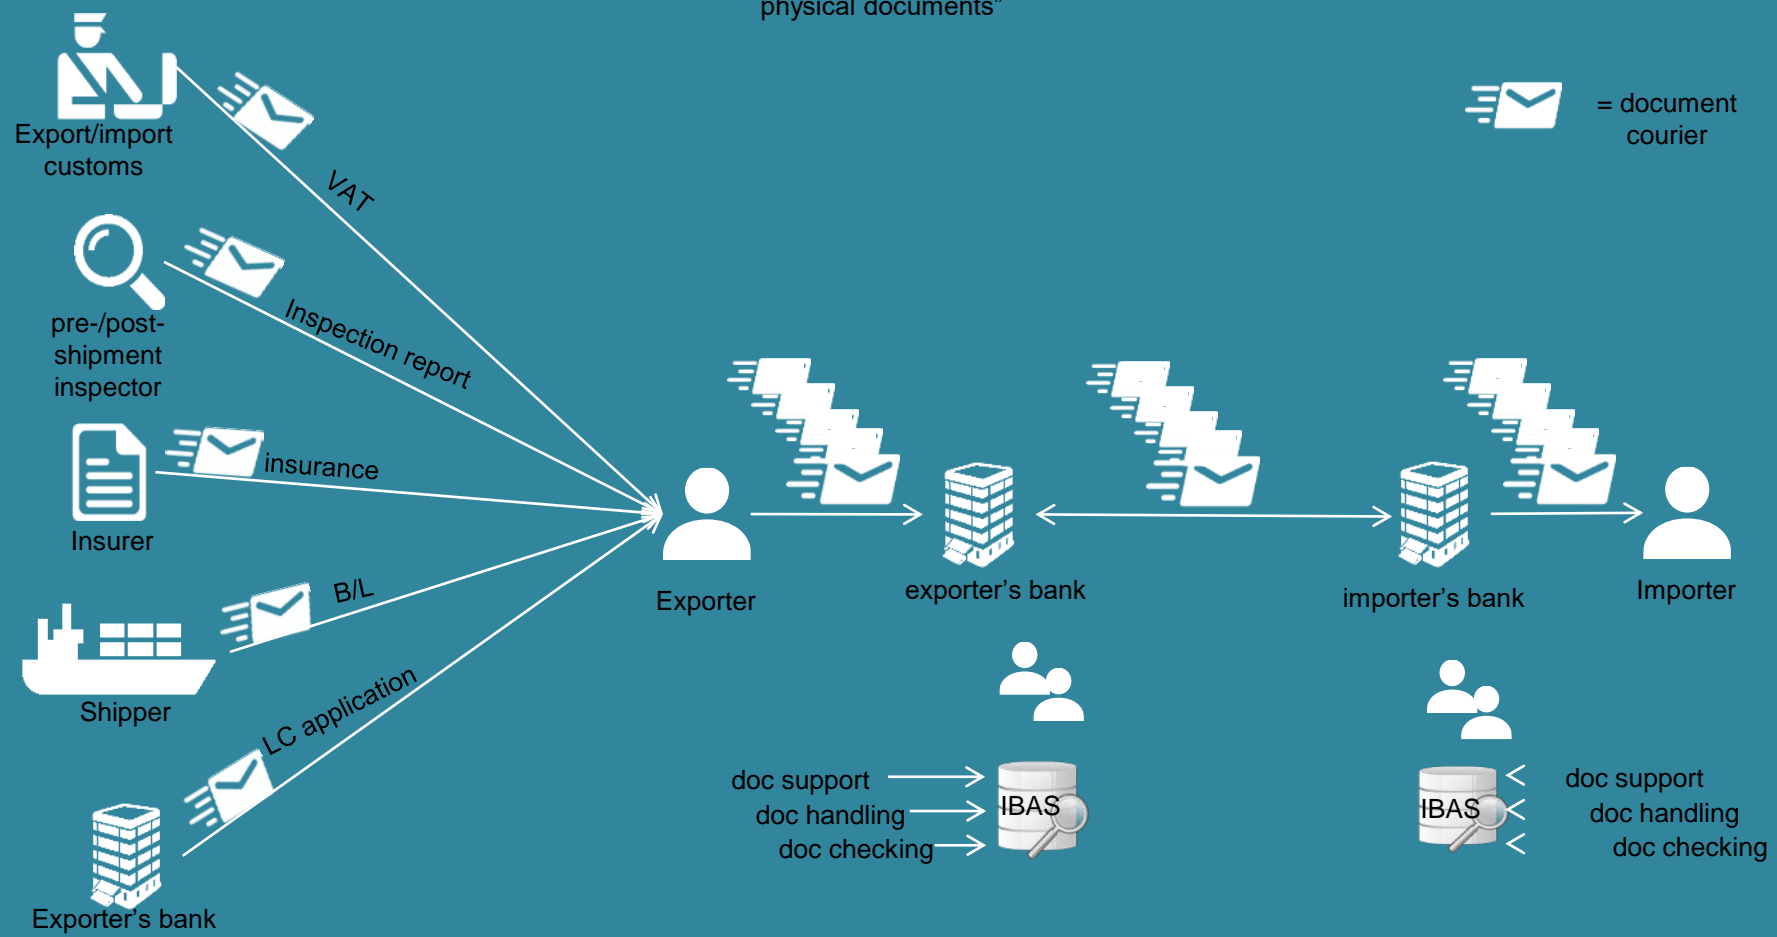 physical documents”
= document
courier
Export/import
customs
VAT
pre-/post-
shipment
inspector
Inspection report
Insurer
insurance
Shipper
B/L
Exporter's bank
LC application
Exporter
exporter's bank
importer's bank
Importer
doc support
doc handling
doc checking
IBAS
IBAS
doc support
doc handling
doc checking